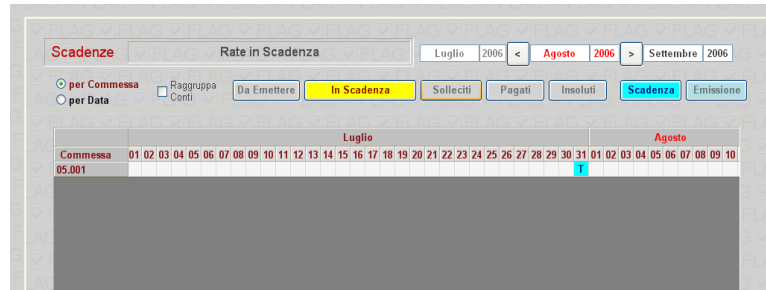 Scadenze Rate in Scadenza Luglio 2006 < Agosto 2006 > Settembre 2006
per Commessa
per Data
Raggruppa
Conti
Da Emettere In Scadenza Solleciti Pagati Insoluti Scadenza Emissione
Luglio Agosto
Commessa 01 02 03 04 05 06 07 08 09 10 11 12 13 14 15 16 17 18 19 20 21 22 23 24 25 26 27 28 29 30 31 01 02 03 04 05 06 07 08 09 10
05.001 T